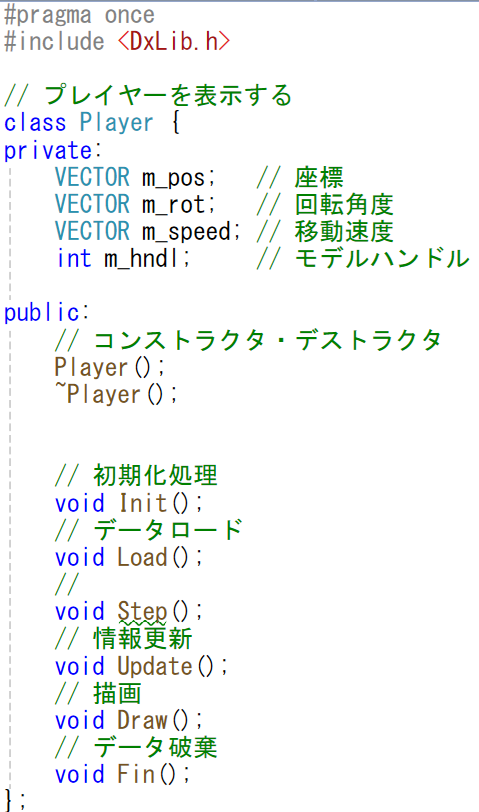 #pragma once
#include <DxLib.h>
// プレイヤーを表示する
class Player {
private:
VECTOR m_pos; // 座標
VECTOR m_rot; // 回転角度
VECTOR m_speed; // 移動速度
int m_hndl; // モデルハンドル
public:
// コンストラクタ・デストラクタ
Player();
~Player();
// 初期化処理
void Init();
// データロード
void Load();
//
void Step();
// 情報更新
void Update();
// 描画
void Draw();
// データ破棄
void Fin();
};